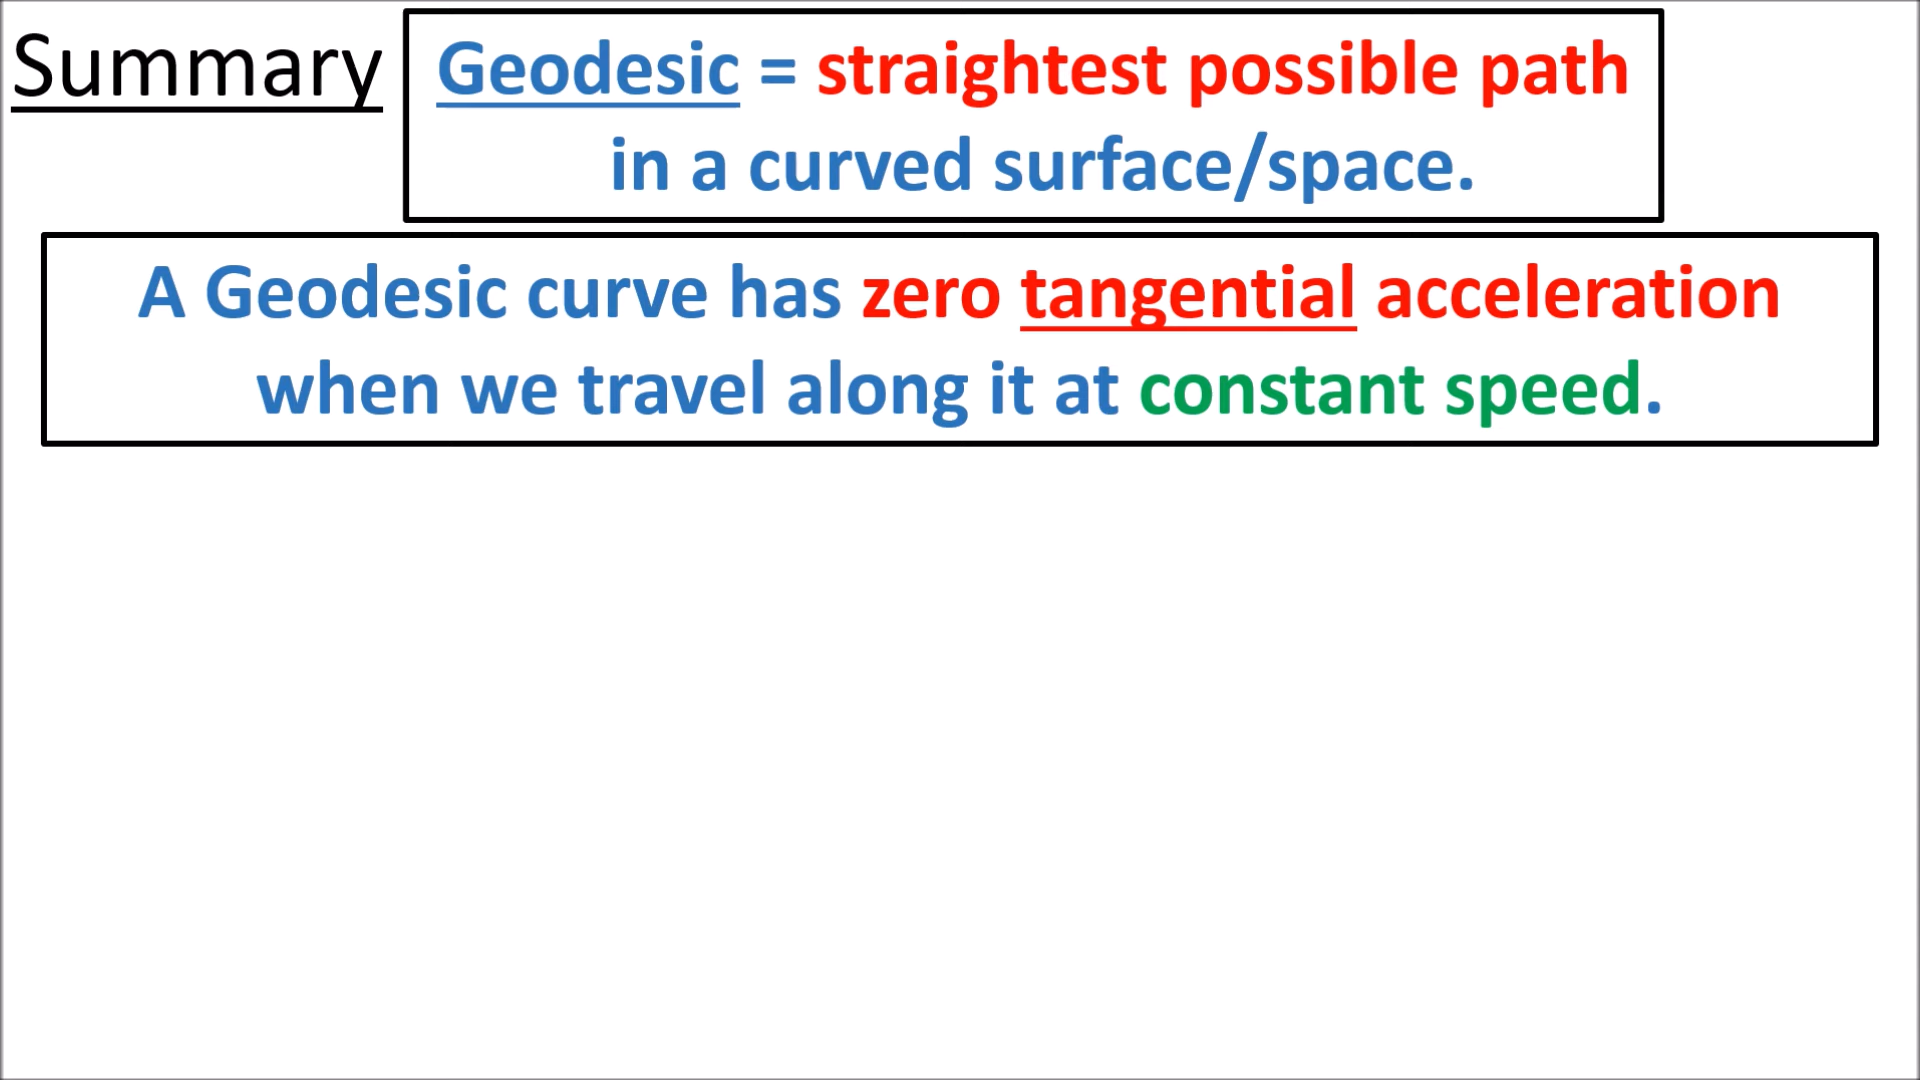 Summary
Geodesic = straightest possible path
in a curved surface/space.
A Geodesic curve has zero tangential acceleration
when we travel along it at constant speed.